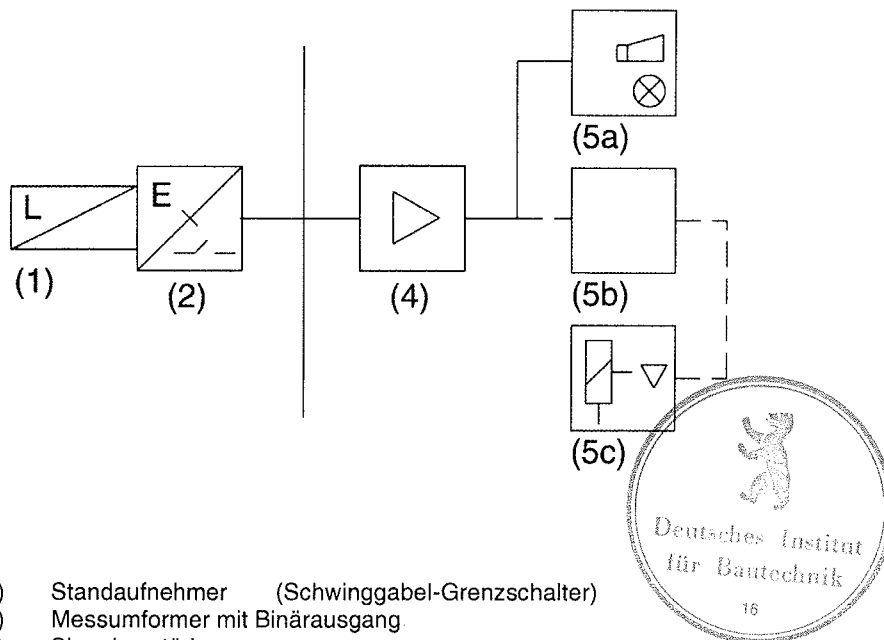 (5a)
L
E
(1)
(2)
(4)
(5b)
(5c)
Deutsches Institut
für Bautechnik
16
) Standaufnehmer (Schwinggabel-Grenzschalter)
) Messumformer mit Binärausgang